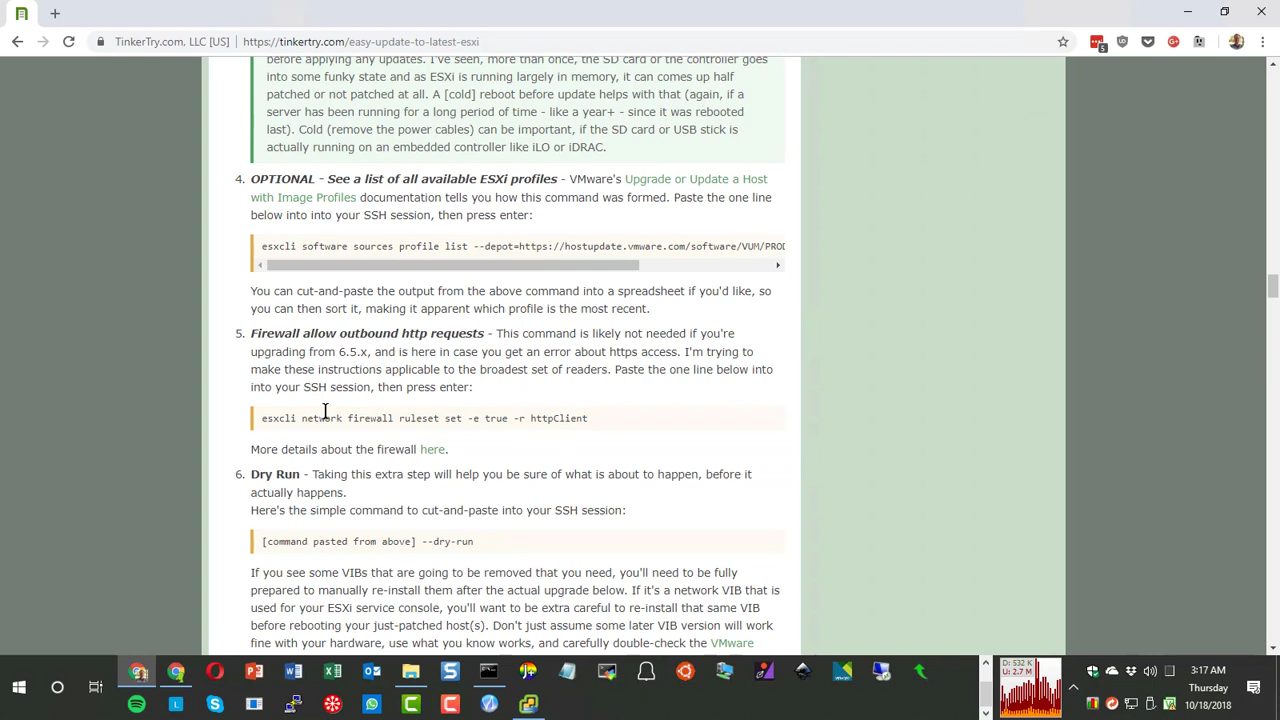 TinkerTry.com, LLC [US] https://tinkertry.com/easy-update-to-latest-esxi
5
before applying any updates. I've seen, more than once, the SD card or the controller goes
into some funky state and as ESXi is running largely in memory, it can comes up half
patched or not patched at all. A [cold] reboot before update helps with that (again, if a
server has been running for a long period of time - like a year+ - since it was rebooted
last). Cold (remove the power cables) can be important, if the SD card or USB stick is
actually running on an embedded controller like iLO or iDRAC.
4. OPTIONAL - See a list of all available ESXi profiles - VMware's Upgrade or Update a Host
with Image Profiles documentation tells you how this command was formed. Paste the one line
below into into your SSH session, then press enter:
esxcli software sources profile list --depot=https://hostupdate.vmware.com/software/VUM/PROD
You can cut-and-paste the output from the above command into a spreadsheet if you'd like, so
you can then sort it, making it apparent which profile is the most recent.
5. Firewall allow outbound http requests - This command is likely not needed if you're
upgrading from 6.5.x, and is here in case you get an error about https access. I'm trying to
make these instructions applicable to the broadest set of readers. Paste the one line below into
into your SSH session, then press enter:
esxcli network firewall ruleset set -e true -r httpClient
More details about the firewall here.
6. Dry Run - Taking this extra step will help you be sure of what is about to happen, before it
actually happens.
Here's the simple command to cut-and-paste into your SSH session:
[command pasted from above] --dry-run
If you see some VIBs that are going to be removed that you need, you'll need to be fully
prepared to manually re-install them after the actual upgrade below. If it's a network VIB that is
used for your ESXi service console, you'll want to be extra careful to re-install that same VIB
before rebooting your just-patched host(s). Don't just assume some later VIB version will work
fine with your hardware, use what you know works, and carefully double-check the VMware
D: 532 K
U: 2.7 M
3:17 AM
Thursday
10/18/2018